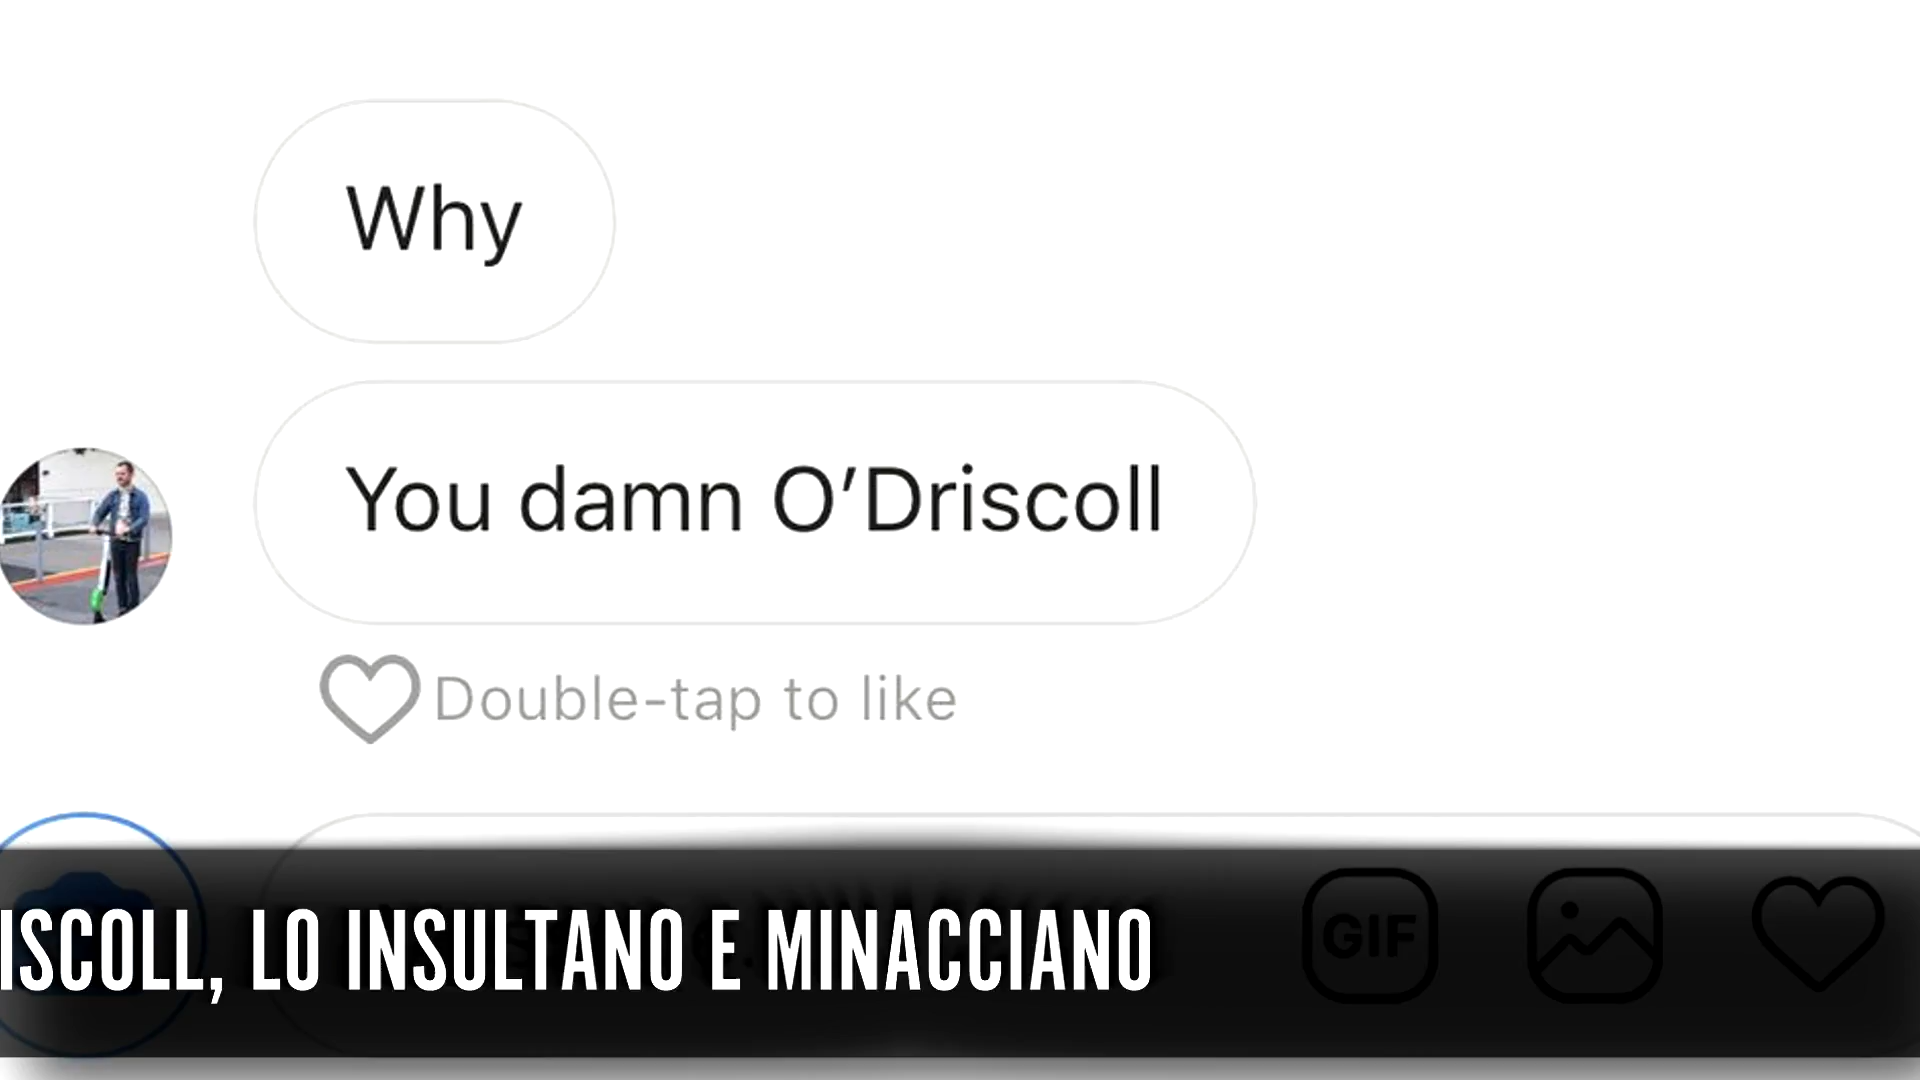 Why
You damn O’Driscoll
Double-tap to like
GIF
ISCOLL, LO INSULTANO E MINACCIANO